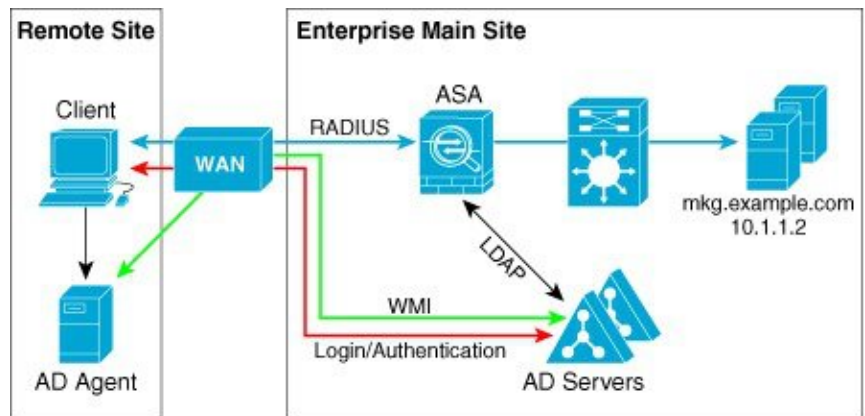 Remote Site
Enterprise Main Site
Client
WAN
RADIUS
ASA
mkg.example.com
10.1.1.2
LDAP
WMI
Login/Authentication
AD Agent
AD Servers